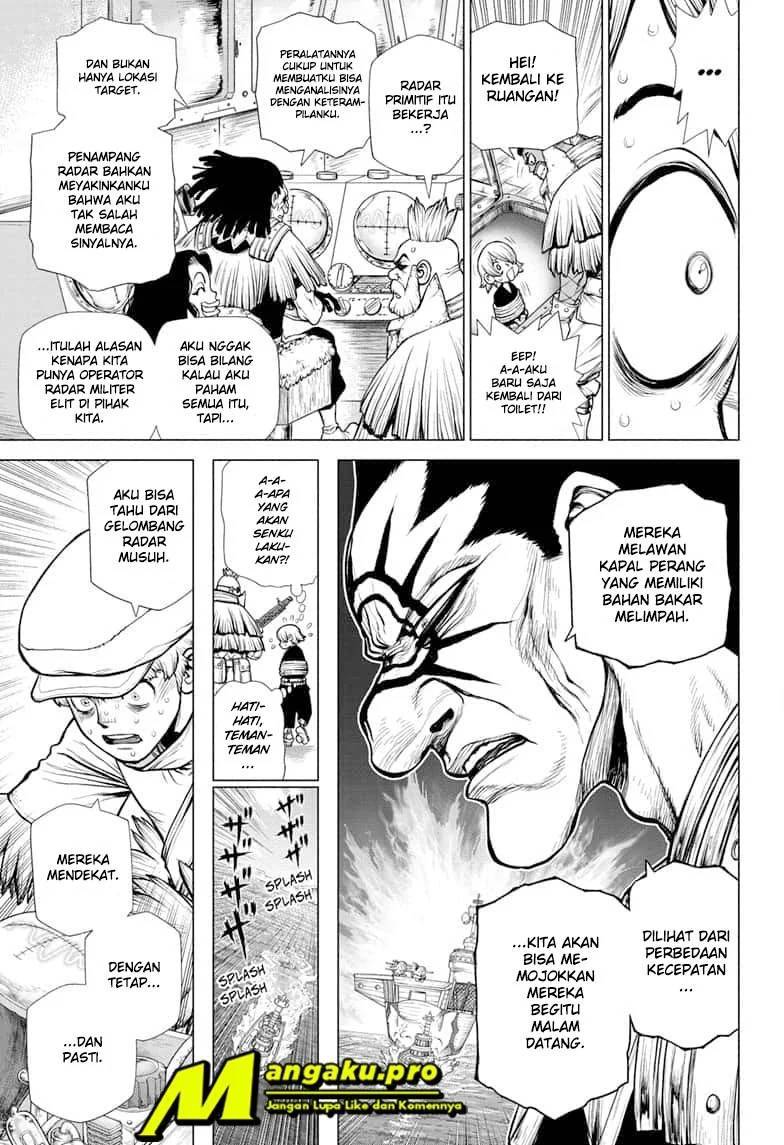 ...
HEI!
KEMBALI KE
RUANGAN!
EEP!
A-A-AKU
BARU SAJA
KEMBALI DARI
TOILET!!
RADAR
PRIMITIF ITU
BEKERJA
...?
PERALATANNYA
CUKUP UNTUK
MEMBUATKU BISA
MENGANALISINYA
DENGAN KETERAM-
PILANKU.
DAN BUKAN
HANYA LOKASI
TARGET.
PENAMPANG
RADAR BAHKAN
MEYAKINKANKU
BAHWA AKU
TAK SALAH
MEMBACA
SINYALNYA.
AKU NGGAK
BISA BILANG
KALAU AKU
PAHAM
SEMUA ITU,
TAPI...
...ITULAH ALASAN
KENAPA KITA
PUNYA OPERATOR
RADAR MILITER
ELIT DI PIHAK
KITA.
MEREKA
MELAWAN
KAPAL PERANG
YANG MEMILIKI
BAHAN BAKAR
MELIMPAH.
DILIHAT DARI
PERBEDAAN
KECEPATAN
...
...KITA AKAN
BISA ME-
MOJOKKAN
MEREKA
BEGITU
MALAM
DATANG.
A-A-
A-APA
YANG
AKAN
SENKU
LAKU-
KAN?!
HATI-
HATI,
TEMAN-
TEMAN
...
ザザザ
SPLASH
SPLASH
ザザザ
SPLASH
SPLASH
AKU BISA
TAHU DARI
GELOMBANG
RADAR
MUSUH.
MEREKA
MENDEKAT.
DENGAN
TETAP...
...DAN
PASTI.
Mangaku.pro
Jangan Lupa Like dan Komennya